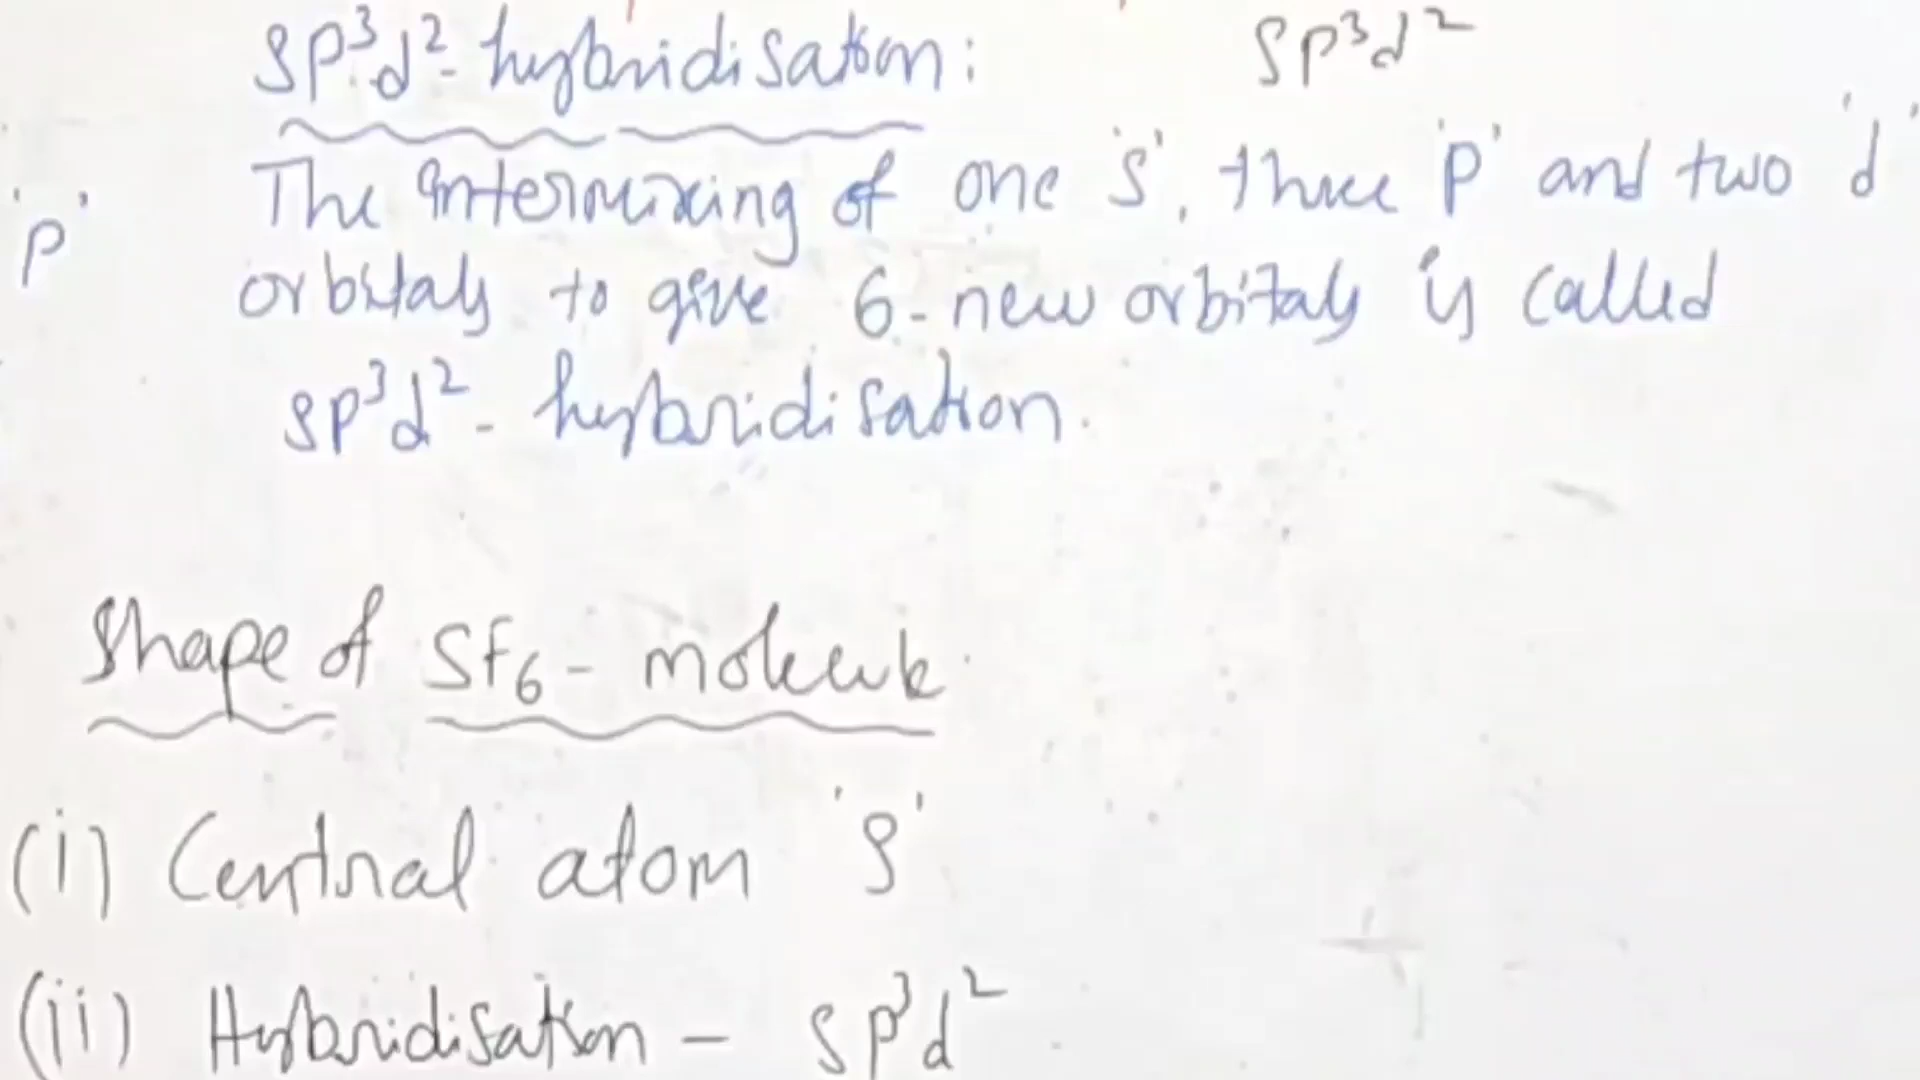 sp³d²-hybridisation: sp³d²
The intermixing of one 's', three 'p' and two 'd'
'p'
orbitals to give 6-new orbitals is called
sp³d² - hybridisation.
Shape of SF₆ - molecule
(i) Central atom 'S'
(ii) Hybridisation - sp³d²